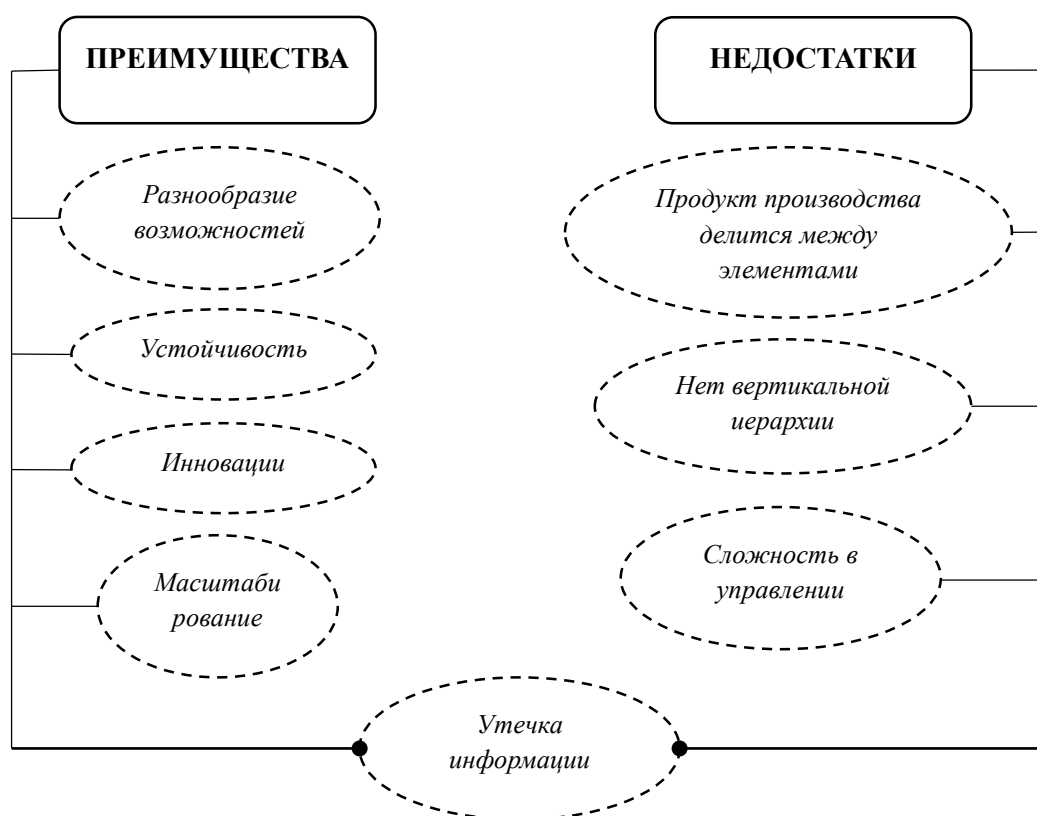 ПРЕИМУЩЕСТВА
Разнообразие
возможностей
Устойчивость
Инновации
Масштаби
рование
НЕДОСТАТКИ
Продукт производства
делится между
элементами
Нет вертикальной
иерархии
Сложность в
управлении
Утечка
информации